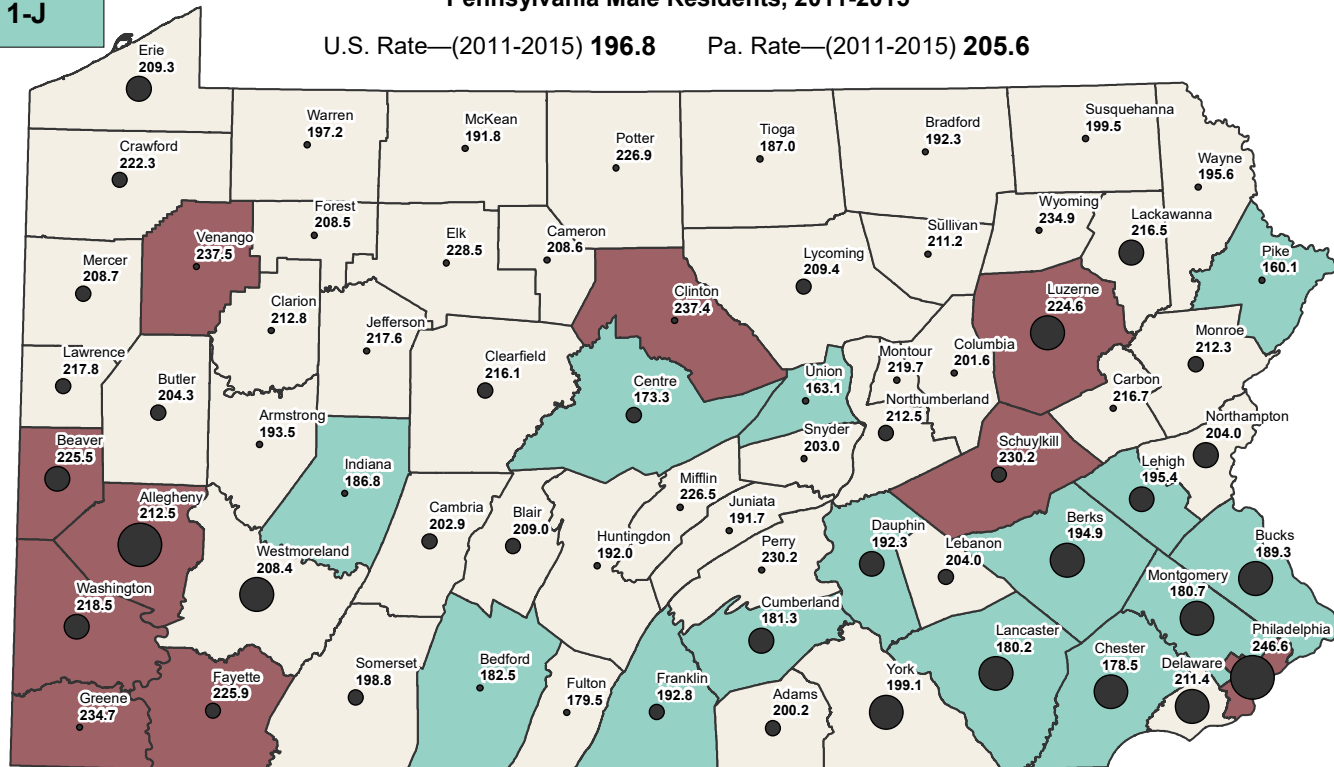 1-J
Pennsylvania Male Residents, 2011-2015
U.S. Rate—(2011-2015) 196.8 Pa. Rate—(2011-2015) 205.6
Erie
209.3
Warren
197.2
McKean
191.8
Potter
226.9
Tioga
187.0
Bradford
192.3
Susquehanna
199.5
Crawford
222.3
Wayne
195.6
Forest
208.5
Venango
237.5
Elk
228.5
Cameron
208.6
Sullivan
211.2
Wyoming
234.9
Lackawanna
216.5
Mercer
208.7
Lycoming
209.4
Pike
160.1
Clinton
237.4
Luzerne
224.6
Clarion
212.8
Jefferson
217.6
Monroe
212.3
Lawrence
217.8
Butler
204.3
Clearfield
216.1
Centre
173.3
Union
163.1
Montour
219.7
Columbia
201.6
Carbon
216.7
Northumberland
212.5
Armstrong
193.5
Northampton
204.0
Snyder
203.0
Beaver
225.5
Schuylkill
230.2
Indiana
186.8
Lehigh
195.4
Mifflin
226.5
Allegheny
212.5
Juniata
191.7
Cambria
202.9
Blair
209.0
Huntingdon
192.0
Dauphin
192.3
Berks
194.9
Bucks
189.3
Westmoreland
208.4
Perry
230.2
Lebanon
204.0
Washington
218.5
Montgomery
180.7
Cumberland
181.3
Philadelphia
246.6
Lancaster
180.2
Chester
178.5
Delaware
211.4
Somerset
198.8
Bedford
182.5
Fayette
225.9
Fulton
179.5
Franklin
192.8
York
199.1
Greene
234.7
Adams
200.2